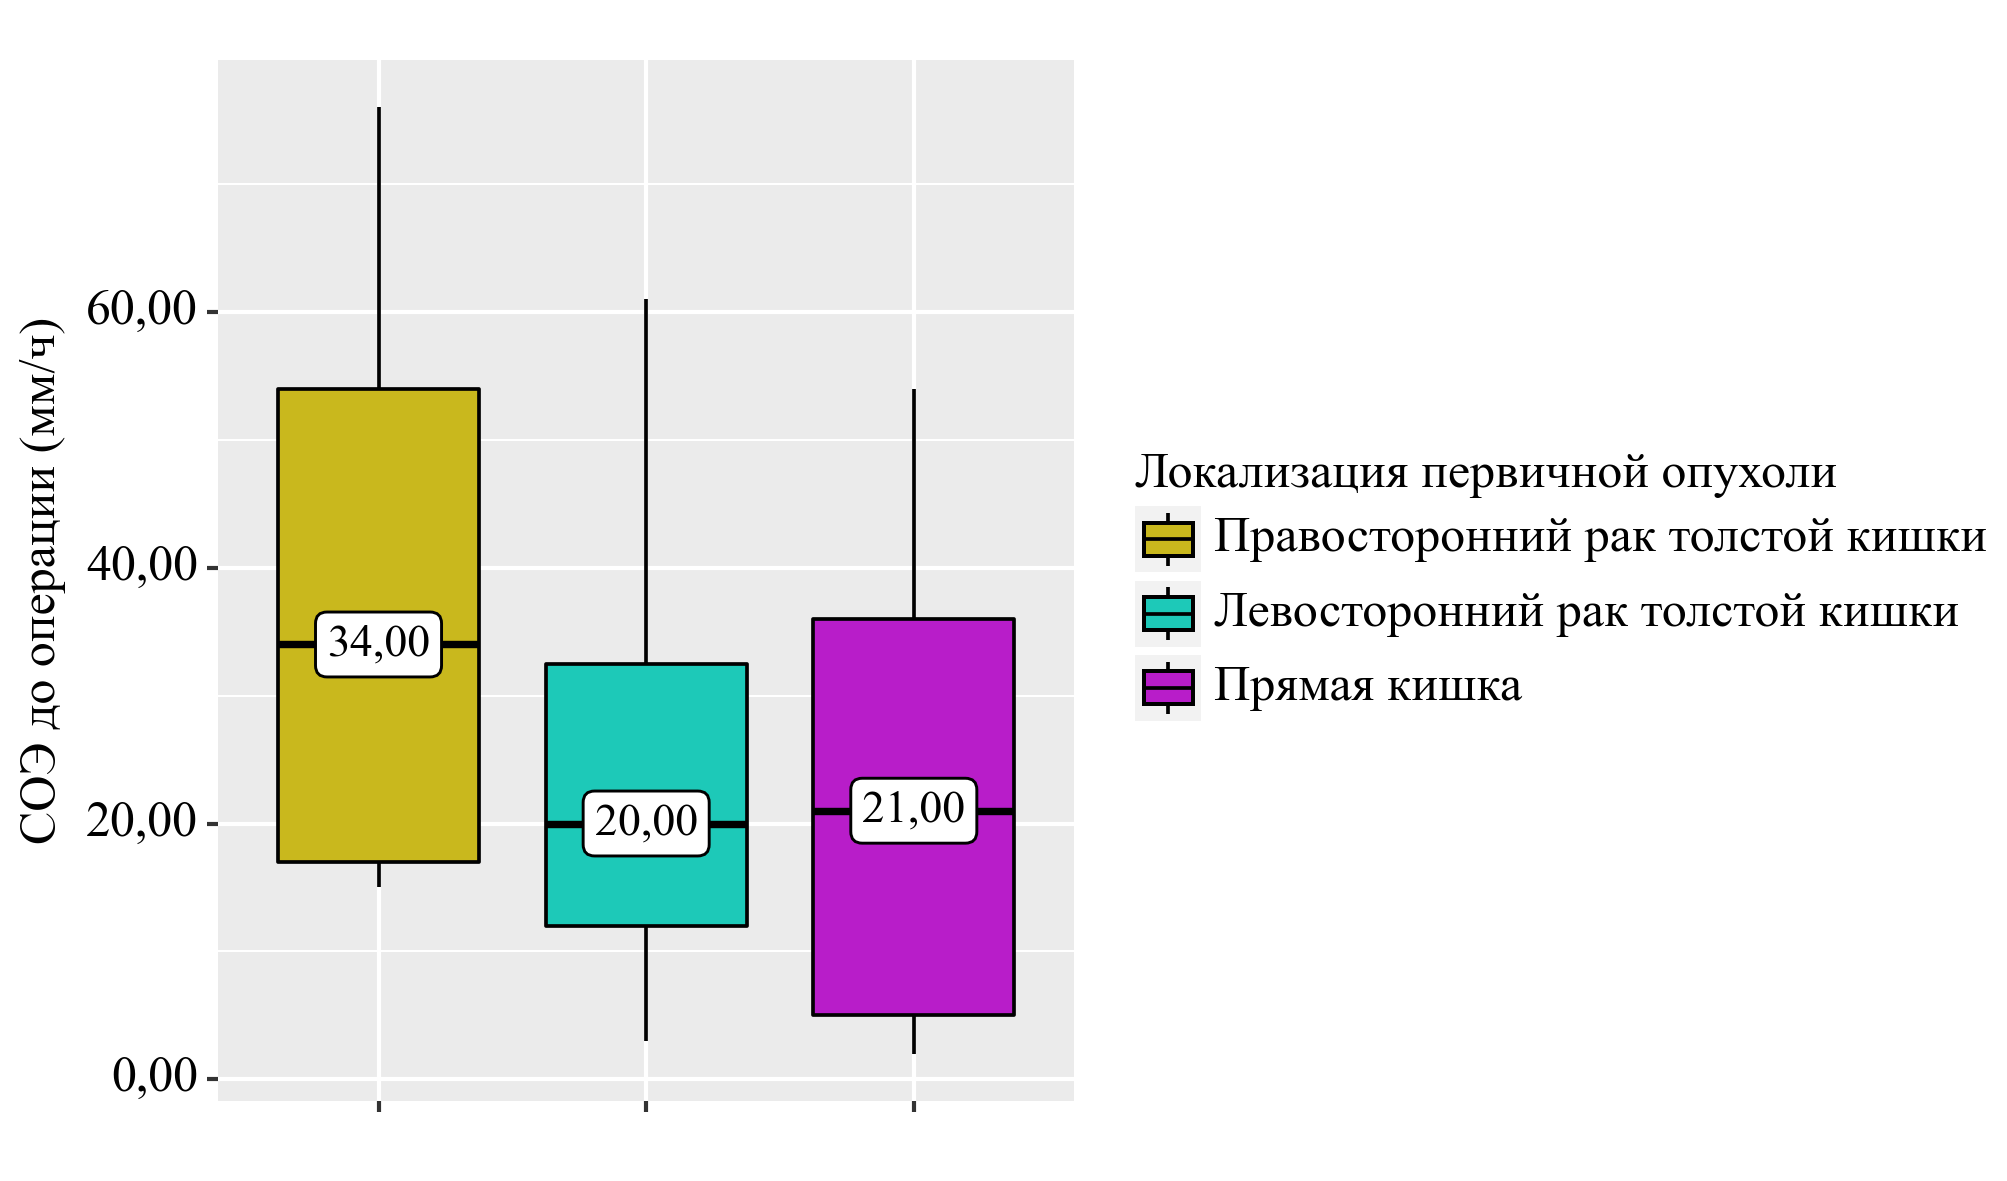 СОЭ до операции (мм/ч)
60,00
40,00
20,00
0,00
34,00
20,00
21,00
Локализация первичной опухоли
Правосторонний рак толстой кишки
Левосторонний рак толстой кишки
Прямая кишка